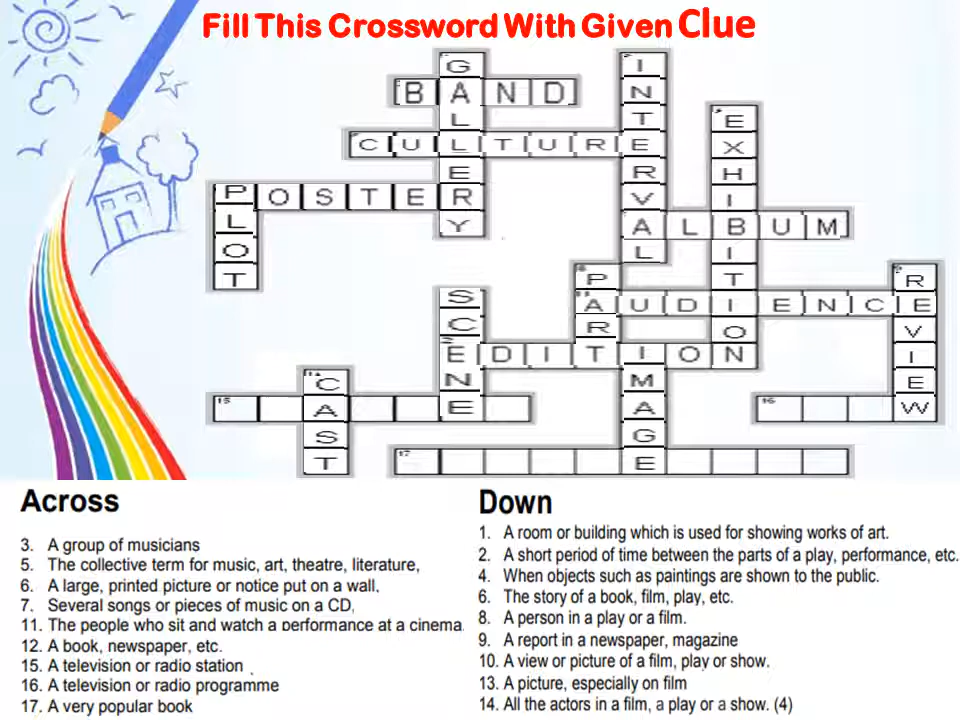 Fill This Crossword With Given Clue
GALLERY
INTERVAL
BAND
EXHIBITION
CULTURE
POSTER
PLOT
ALBUM
PART
REVIEW
AUDIENCE
SCENE
EDITION
IMAGE
14
CAST
15
16
17
Across
3. A group of musicians
5. The collective term for music, art, theatre, literature,
6. A large, printed picture or notice put on a wall,
7. Several songs or pieces of music on a CD,
11. The people who sit and watch a performance at a cinema
12. A book, newspaper, etc.
15. A television or radio station
16. A television or radio programme
17. A very popular book
Down
1. A room or building which is used for showing works of art.
2. A short period of time between the parts of a play, performance, etc.
4. When objects such as paintings are shown to the public.
6. The story of a book, film, play, etc.
8. A person in a play or a film.
9. A report in a newspaper, magazine
10. A view or picture of a film, play or show.
13. A picture, especially on film
14. All the actors in a film, a play or a show. (4)